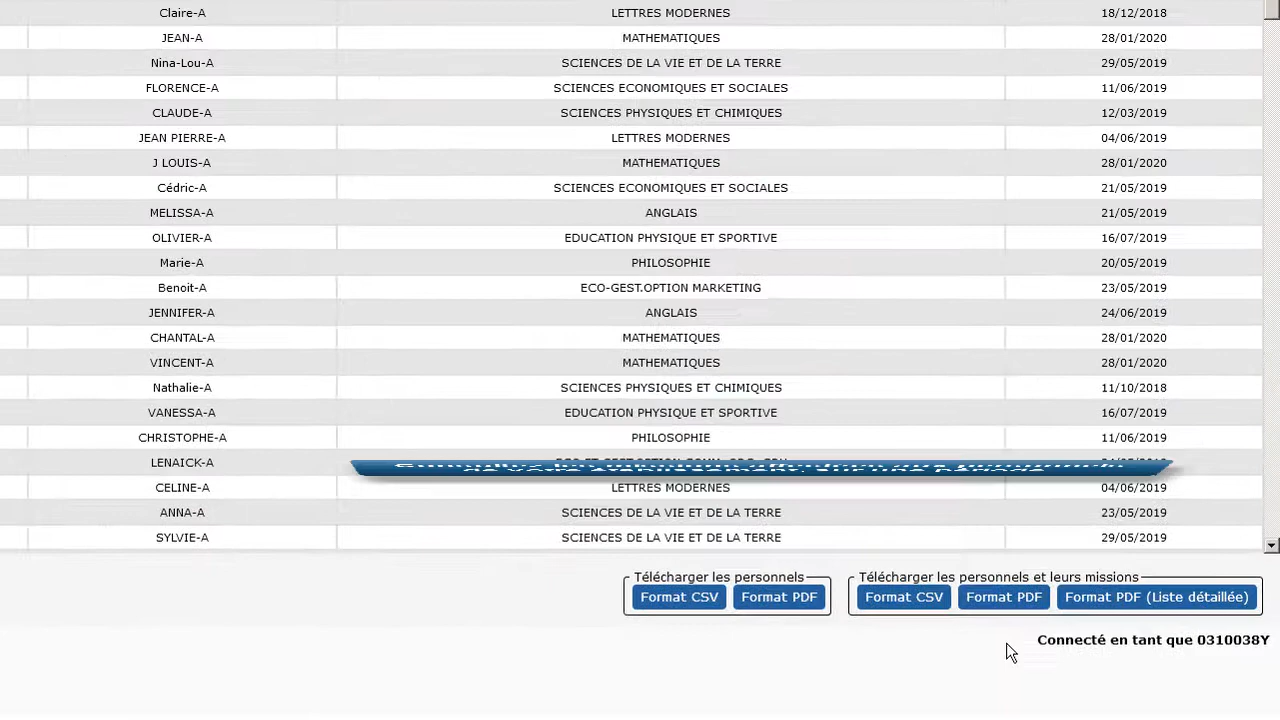 Claire-A LETTRES MODERNES 18/12/2018
JEAN-A MATHEMATIQUES 28/01/2020
Nina-Lou-A SCIENCES DE LA VIE ET DE LA TERRE 29/05/2019
FLORENCE-A SCIENCES ECONOMIQUES ET SOCIALES 11/06/2019
CLAUDE-A SCIENCES PHYSIQUES ET CHIMIQUES 12/03/2019
JEAN PIERRE-A LETTRES MODERNES 04/06/2019
J LOUIS-A MATHEMATIQUES 28/01/2020
Cédric-A SCIENCES ECONOMIQUES ET SOCIALES 21/05/2019
MELISSA-A ANGLAIS 21/05/2019
OLIVIER-A EDUCATION PHYSIQUE ET SPORTIVE 16/07/2019
Marie-A PHILOSOPHIE 20/05/2019
Benoit-A ECO-GEST.OPTION MARKETING 23/05/2019
JENNIFER-A ANGLAIS 24/06/2019
CHANTAL-A MATHEMATIQUES 28/01/2020
VINCENT-A MATHEMATIQUES 28/01/2020
Nathalie-A SCIENCES PHYSIQUES ET CHIMIQUES 11/10/2018
VANESSA-A EDUCATION PHYSIQUE ET SPORTIVE 16/07/2019
CHRISTOPHE-A PHILOSOPHIE 11/06/2019
LENAICK-A
CELINE-A LETTRES MODERNES 04/06/2019
ANNA-A SCIENCES DE LA VIE ET DE LA TERRE 23/05/2019
SYLVIE-A SCIENCES DE LA VIE ET DE LA TERRE 29/05/2019
Télécharger les personnels Télécharger les personnels et leurs missions
Format CSV Format PDF Format CSV Format PDF Format PDF (Liste détaillée)
Connecté en tant que 0310038Y